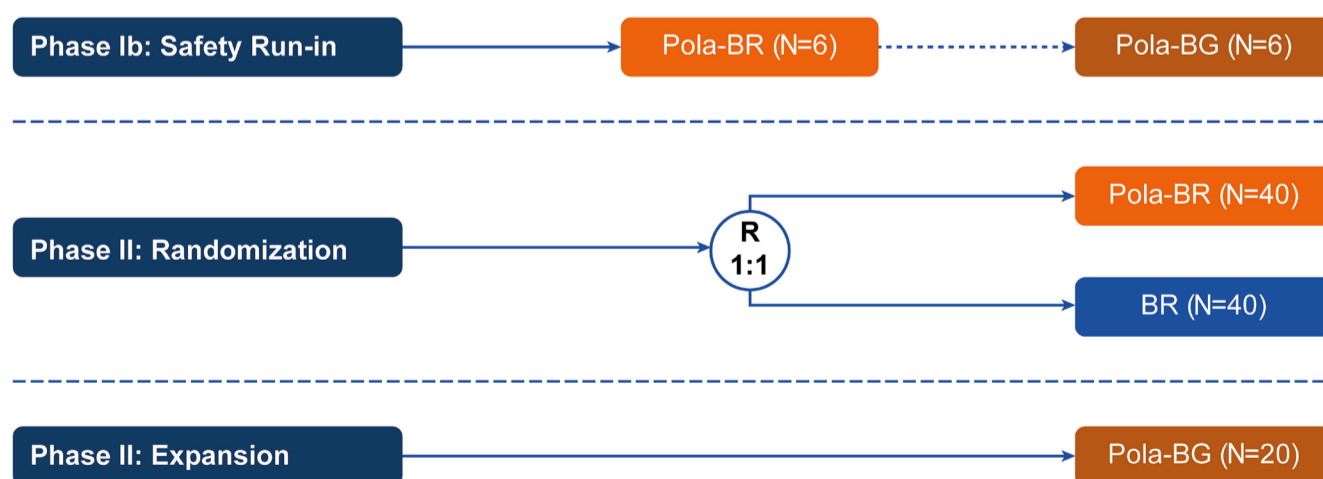 Phase Ib: Safety Run-in
Pola-BR (N=6)
Pola-BG (N=6)
Phase II: Randomization
R
1:1
Pola-BR (N=40)
BR (N=40)
Phase II: Expansion
Pola-BG (N=20)